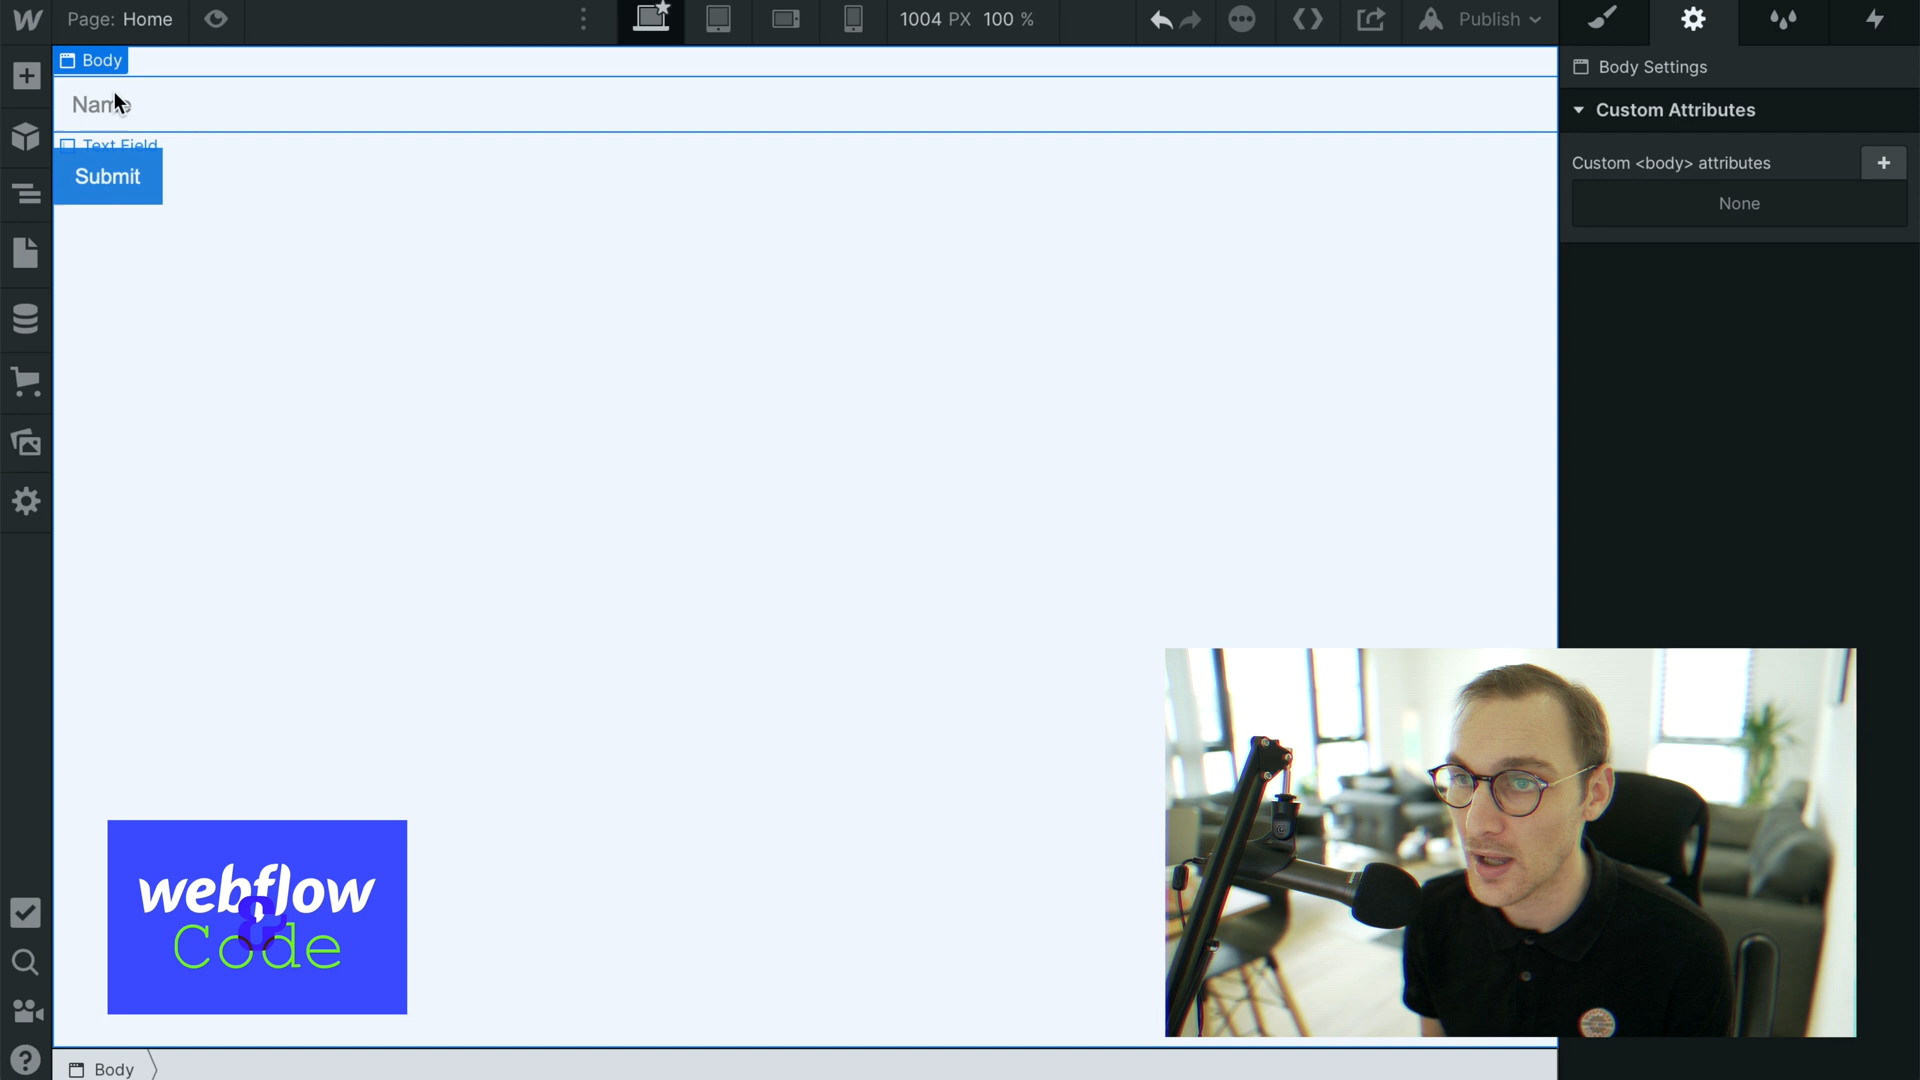 Page: Home
1004 PX 100 %
Publish
Body
Name
Text Field
Submit
Body Settings
Custom Attributes
Custom <body> attributes
None
webflow
&
Code
Body